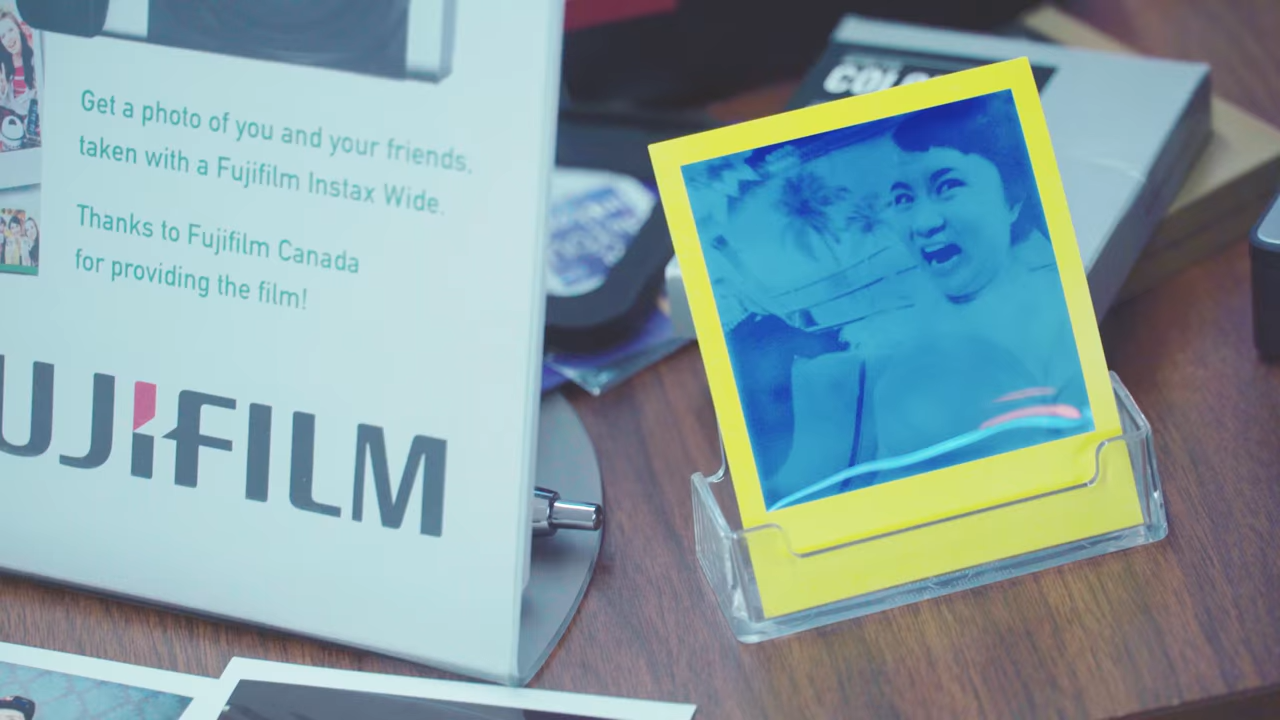 Get a photo of you and your friends,
taken with a Fujifilm Instax Wide.
Thanks to Fujifilm Canada
for providing the film!
UJIFILM
COLO